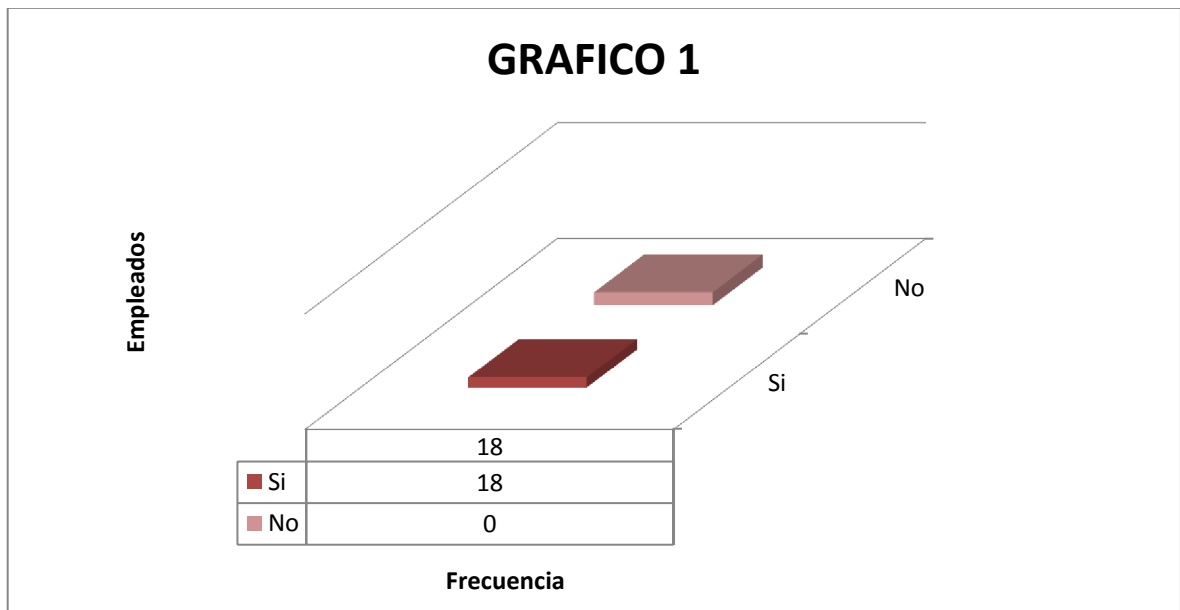 GRAFICO 1
Empleados
No
Si
18
Si 18
No 0
Frecuencia